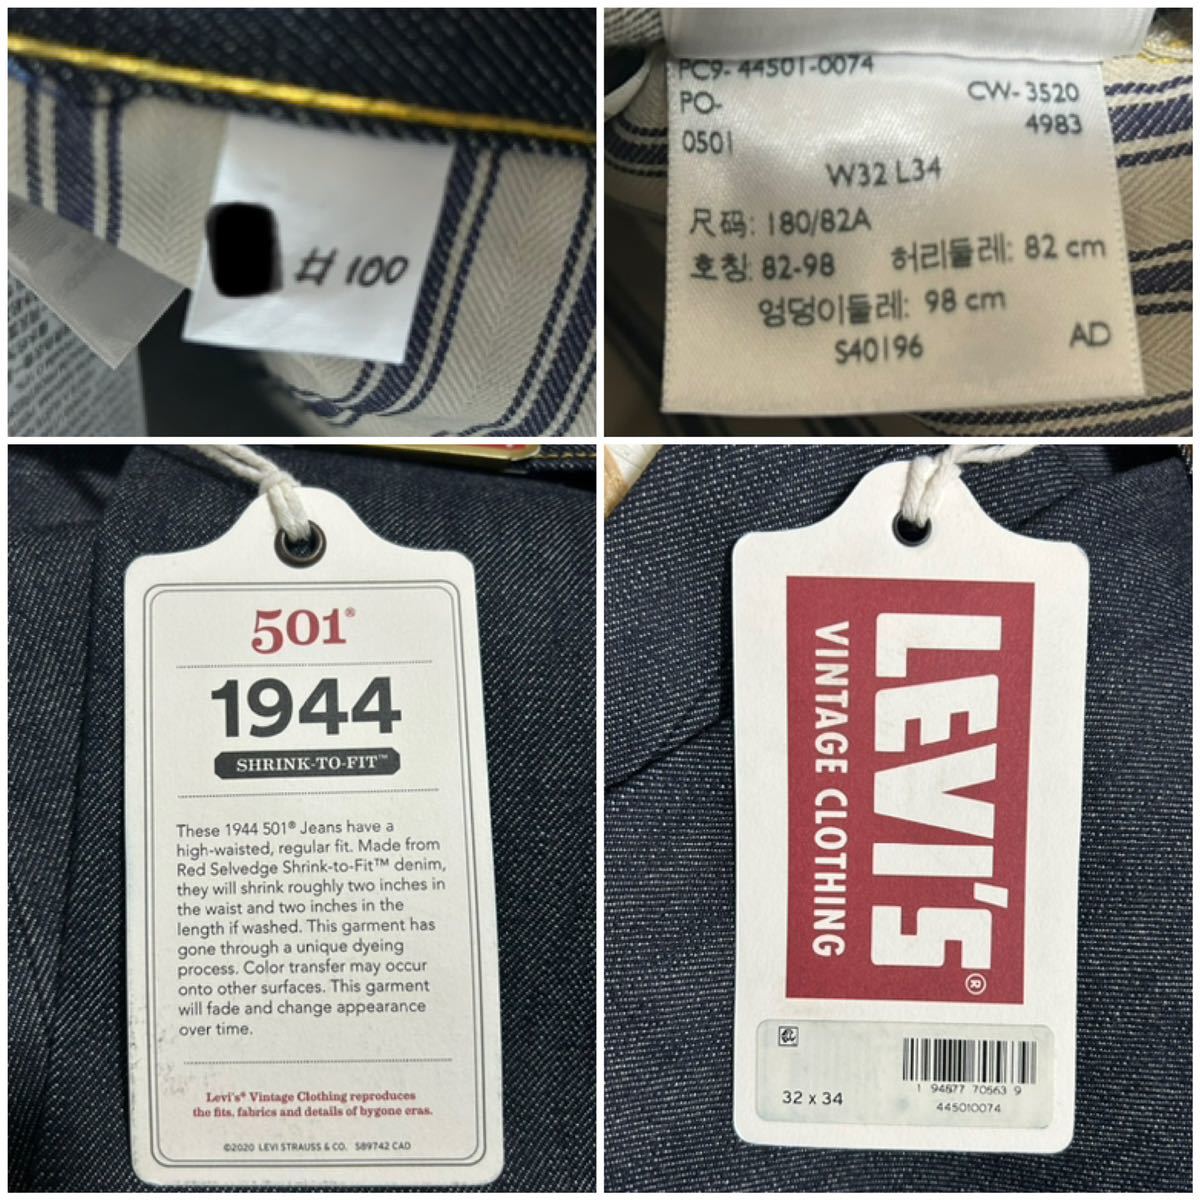 # 100
PC9-44501-0074
PO-
0501
CW-3520
4983
W32 L34
尺码: 180/82A
호칭: 82-98 허리둘레: 82 cm
엉덩이둘레: 98 cm
S40196
AD
501®
1944
SHRINK-TO-FIT™
These 1944 501® Jeans have a
high-waisted, regular fit. Made from
Red Selvedge Shrink-to-Fit™ denim,
they will shrink roughly two inches in
the waist and two inches in the
length if washed. This garment has
gone through a unique dyeing
process. Color transfer may occur
onto other surfaces. This garment
will fade and change appearance
over time.
Levi's® Vintage Clothing reproduces
the fits, fabrics and details of bygone eras.
©2020 LEVI STRAUSS & CO. S89742 CAD
LEVI'S®
VINTAGE CLOTHING
32 x 34
1 94877 70563 9
445010074